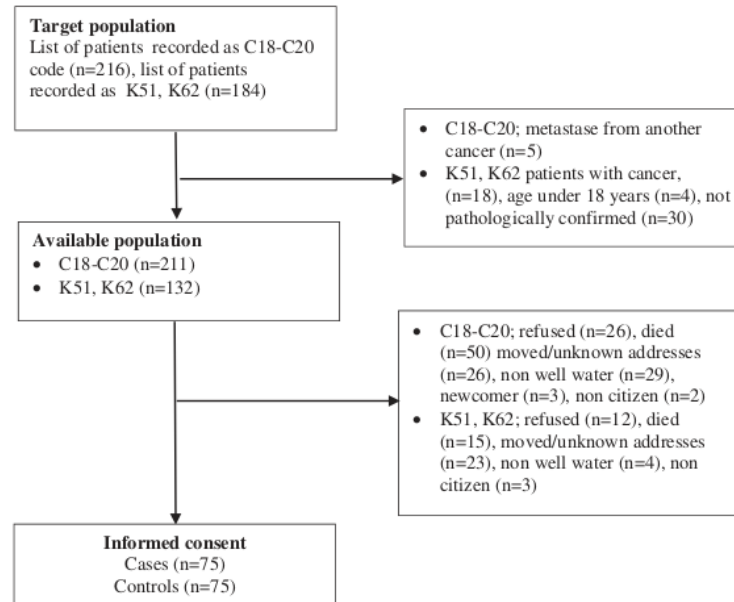 Target population
List of patients recorded as C18-C20
code (n=216), list of patients
recorded as K51, K62 (n=184)
• C18-C20; metastase from another
cancer (n=5)
• K51, K62 patients with cancer,
(n=18), age under 18 years (n=4), not
pathologically confirmed (n=30)
Available population
• C18-C20 (n=211)
• K51, K62 (n=132)
• C18-C20; refused (n=26), died
(n=50) moved/unknown addresses
(n=26), non well water (n=29),
newcomer (n=3), non citizen (n=2)
• K51, K62; refused (n=12), died
(n=15), moved/unknown addresses
(n=23), non well water (n=4), non
citizen (n=3)
Informed consent
Cases (n=75)
Controls (n=75)